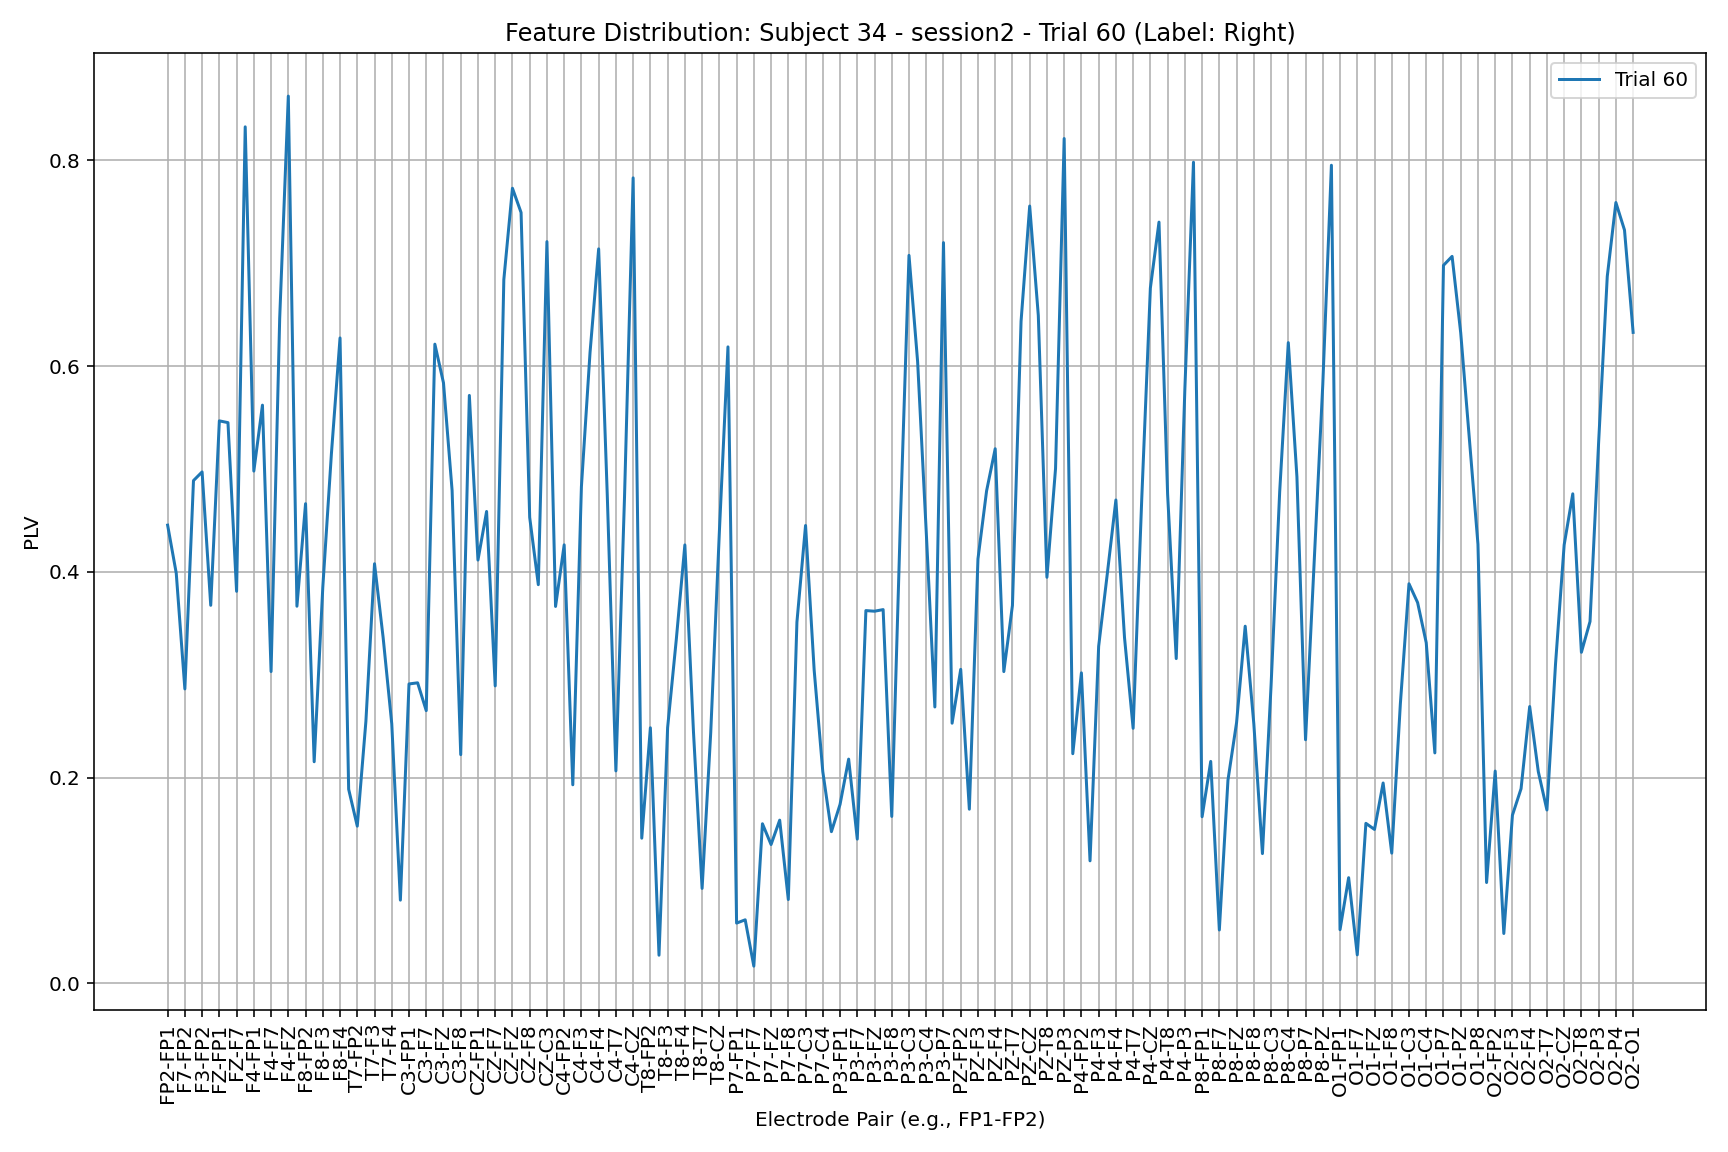 Feature Distribution: Subject 34 - session2 - Trial 60 (Label: Right)
Trial 60
PLV
0.8
0.6
0.4
0.2
0.0
FP2-FP1
F7-FP2
F3-FP2
FZ-FP1
FZ-F7
F4-FP1
F4-F7
F4-FZ
F8-FP2
F8-F3
F8-F4
T7-FP2
T7-F3
T7-F4
C3-FP1
C3-F7
C3-FZ
C3-F8
CZ-FP1
CZ-F7
CZ-FZ
CZ-F8
CZ-C3
C4-FP2
C4-F3
C4-F4
C4-T7
C4-CZ
T8-FP2
T8-F3
T8-F4
T8-T7
T8-CZ
P7-FP1
P7-F7
P7-FZ
P7-F8
P7-C3
P7-C4
P3-FP1
P3-F7
P3-FZ
P3-F8
P3-C3
P3-C4
P3-P7
PZ-FP2
PZ-F3
PZ-F4
PZ-T7
PZ-CZ
PZ-T8
PZ-P3
P4-FP2
P4-F3
P4-F4
P4-T7
P4-CZ
P4-T8
P4-P3
P8-FP1
P8-F7
P8-FZ
P8-F8
P8-C3
P8-C4
P8-P7
P8-PZ
O1-FP1
O1-F7
O1-FZ
O1-F8
O1-C3
O1-C4
O1-P7
O1-PZ
O1-P8
O2-FP2
O2-F3
O2-F4
O2-T7
O2-CZ
O2-T8
O2-P3
O2-P4
O2-O1
Electrode Pair (e.g., FP1-FP2)